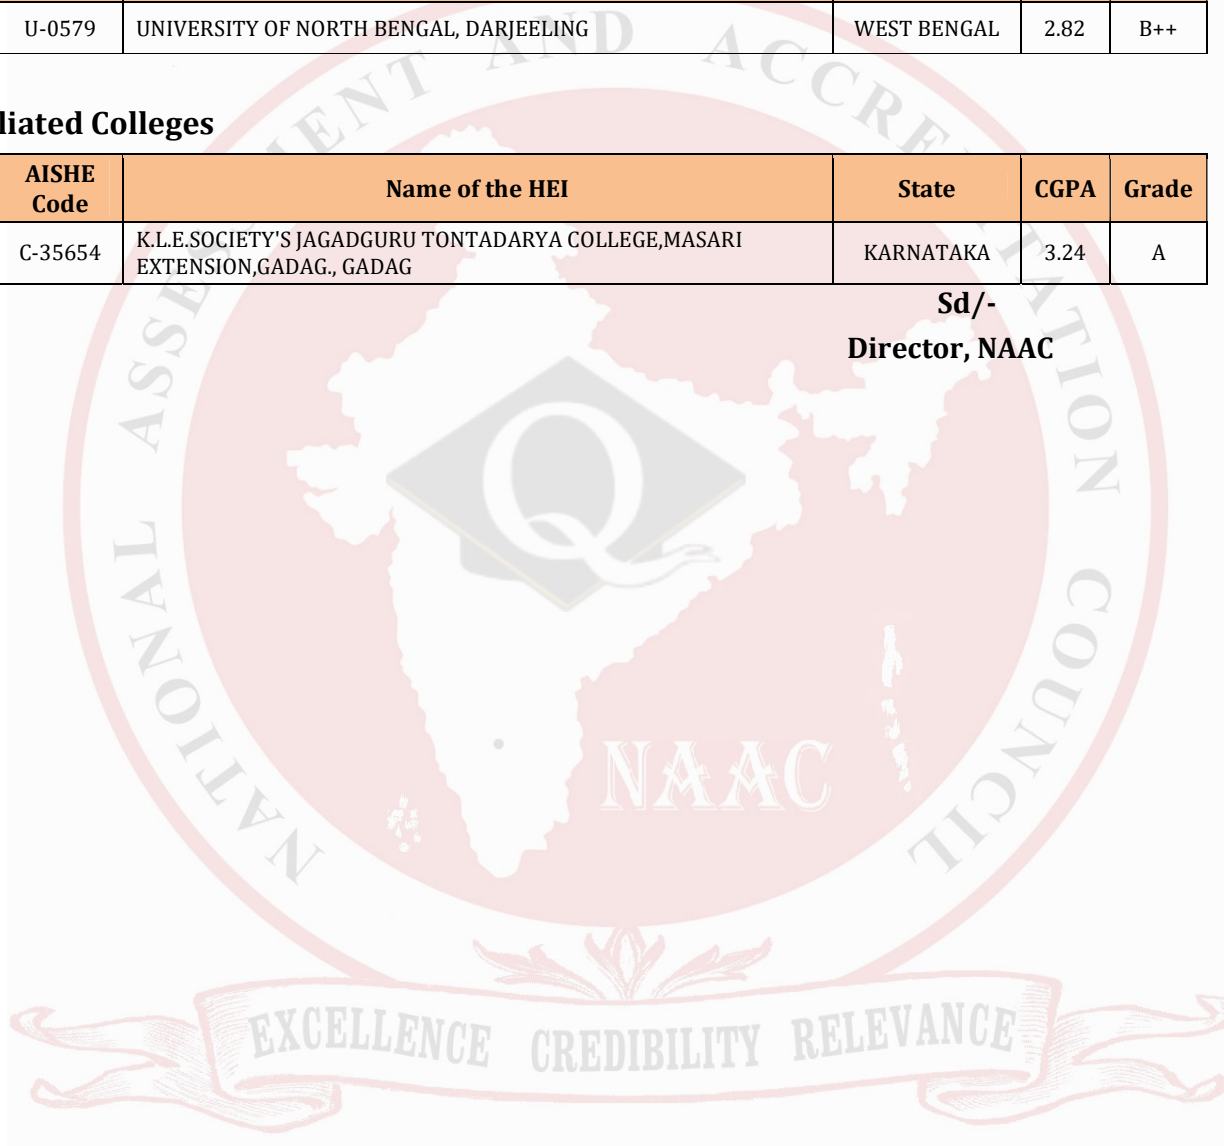 U-0579 UNIVERSITY OF NORTH BENGAL, DARJEELING WEST BENGAL 2.82 B++
liated Colleges
AISHE Code Name of the HEI State CGPA Grade
C-35654 K.L.E.SOCIETY'S JAGADGURU TONTADARYA COLLEGE,MASARI EXTENSION,GADAG., GADAG KARNATAKA 3.24 A
Sd/-
Director, NAAC
NATIONAL ASSESSMENT AND ACCREDITATION COUNCIL
Q
NAAC
EXCELLENCE CREDIBILITY RELEVANCE